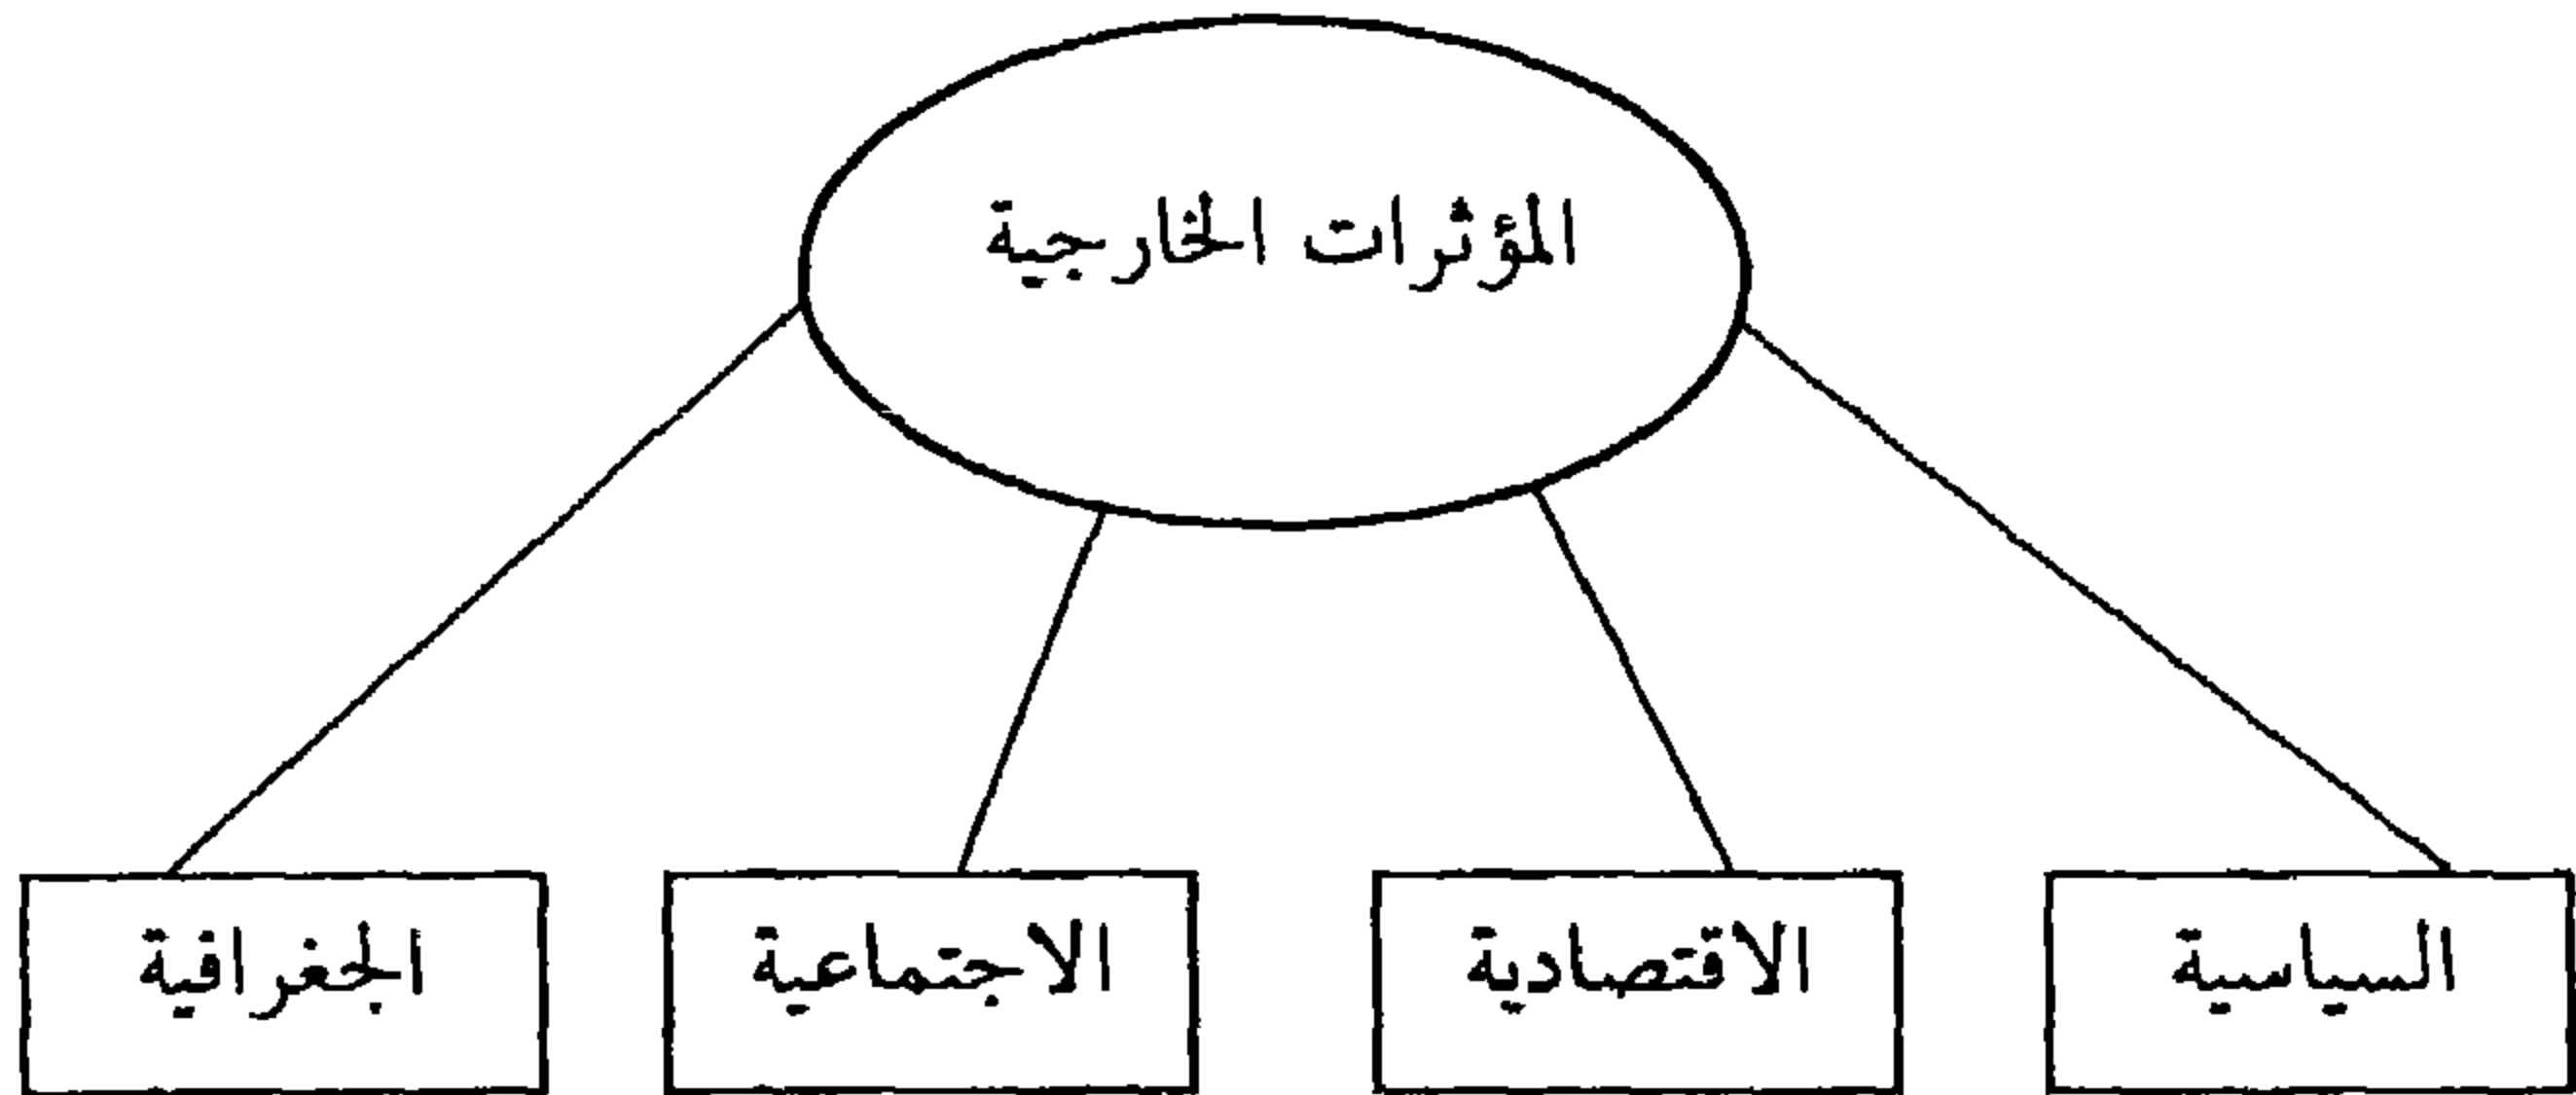 المؤثرات الخارجية
السياسية
الاقتصادية
الاجتماعية
الجغرافية